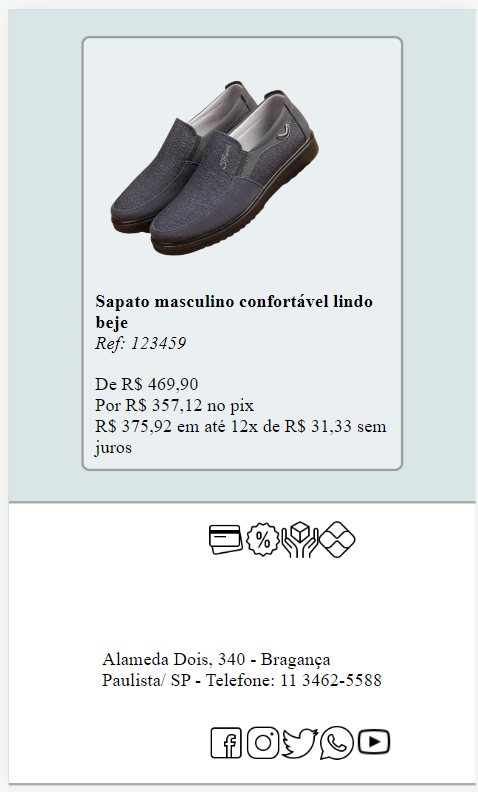 Sapato masculino confortável lindo
beje
Ref: 123459
De R$ 469,90
Por R$ 357,12 no pix
R$ 375,92 em até 12x de R$ 31,33 sem
juros
%
Alameda Dois, 340 - Bragança
Paulista/ SP - Telefone: 11 3462-5588